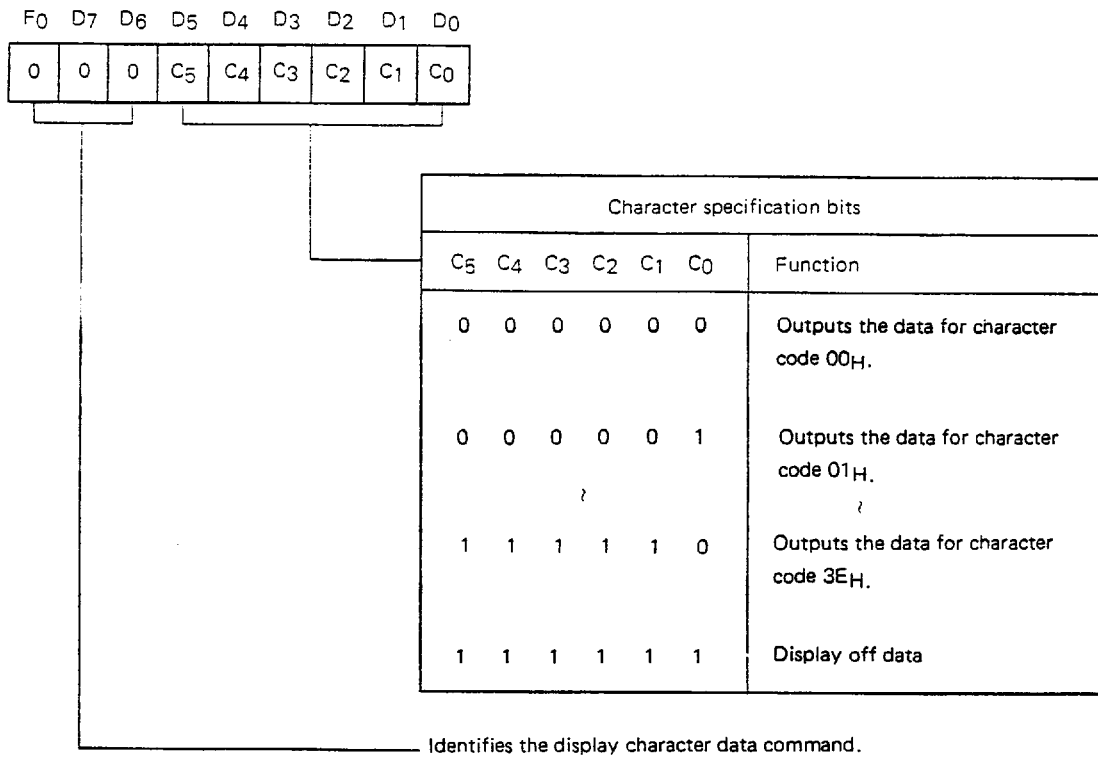 F0 D7 D6 D5 D4 D3 D2 D1 D0
0 0 0 C5 C4 C3 C2 C1 C0
Character specification bits
C5 C4 C3 C2 C1 C0 Function
0 0 0 0 0 0 Outputs the data for character
code 00H.
0 0 0 0 0 1 Outputs the data for character
code 01H.
≀ ≀
1 1 1 1 1 0 Outputs the data for character
code 3EH.
1 1 1 1 1 1 Display off data
Identifies the display character data command.